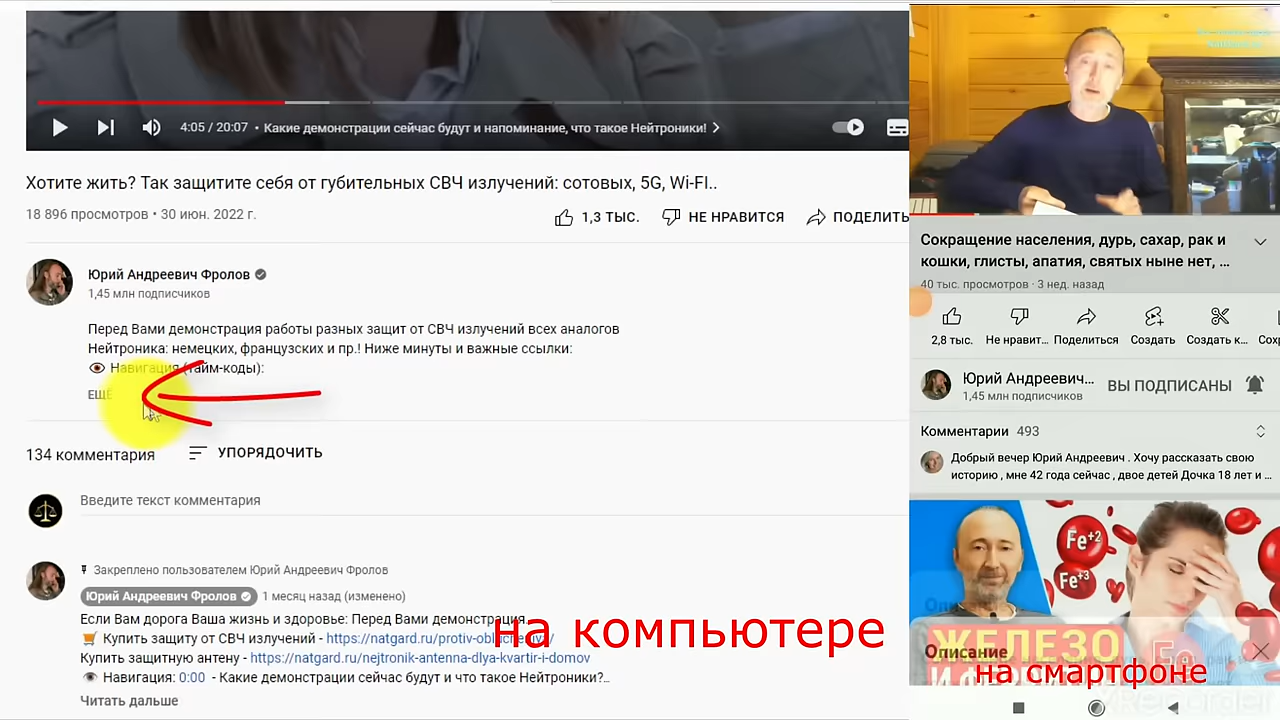 4:05 / 20:07 • Какие демонстрации сейчас будут и напоминание, что такое Нейтроники!
Хотите жить? Так защитите себя от губительных СВЧ излучений: сотовых, 5G, Wi-FI..
18 896 просмотров • 30 июн. 2022 г.
1,3 ТЫС. НЕ НРАВИТСЯ ПОДЕЛИТЬ
Юрий Андреевич Фролов
1,45 млн подписчиков
Перед Вами демонстрация работы разных защит от СВЧ излучений всех аналогов
Нейтроника: немецких, французских и пр.! Ниже минуты и важные ссылки:
Навигация (тайм-коды):
ЕЩЁ
134 комментария УПОРЯДОЧИТЬ
Введите текст комментария
Закреплено пользователем Юрий Андреевич Фролов
Юрий Андреевич Фролов 1 месяц назад (изменено)
Если Вам дорога Ваша жизнь и здоровье: Перед Вами демонстрация
Купить защиту от СВЧ излучений -
Купить защитную антену - https://natgard.ru/nejtronik-antenna-dlya-kvartir-i-domov
Навигация: 0:00 - Какие демонстрации сейчас будут и что такое Нейтроники?..
Читать дальше
на компьютере
Сокращение населения, дурь, сахар, рак и
кошки, глисты, апатия, святых ныне нет, ...
40 тыс. просмотров · 3 нед. назад
2,8 тыс. Не нравит... Поделиться Создать Создать к... Сохр
Юрий Андреевич... ВЫ ПОДПИСАНЫ
1,45 млн подписчиков
Комментарии 493
Добрый вечер Юрий Андреевич . Хочу рассказать свою
историю , мне 42 года сейчас , двое детей Дочка 18 лет и ...
Fe+2
Fe+3
ЖЕЛЕЗО
Описание
на смартфоне
XRecorder